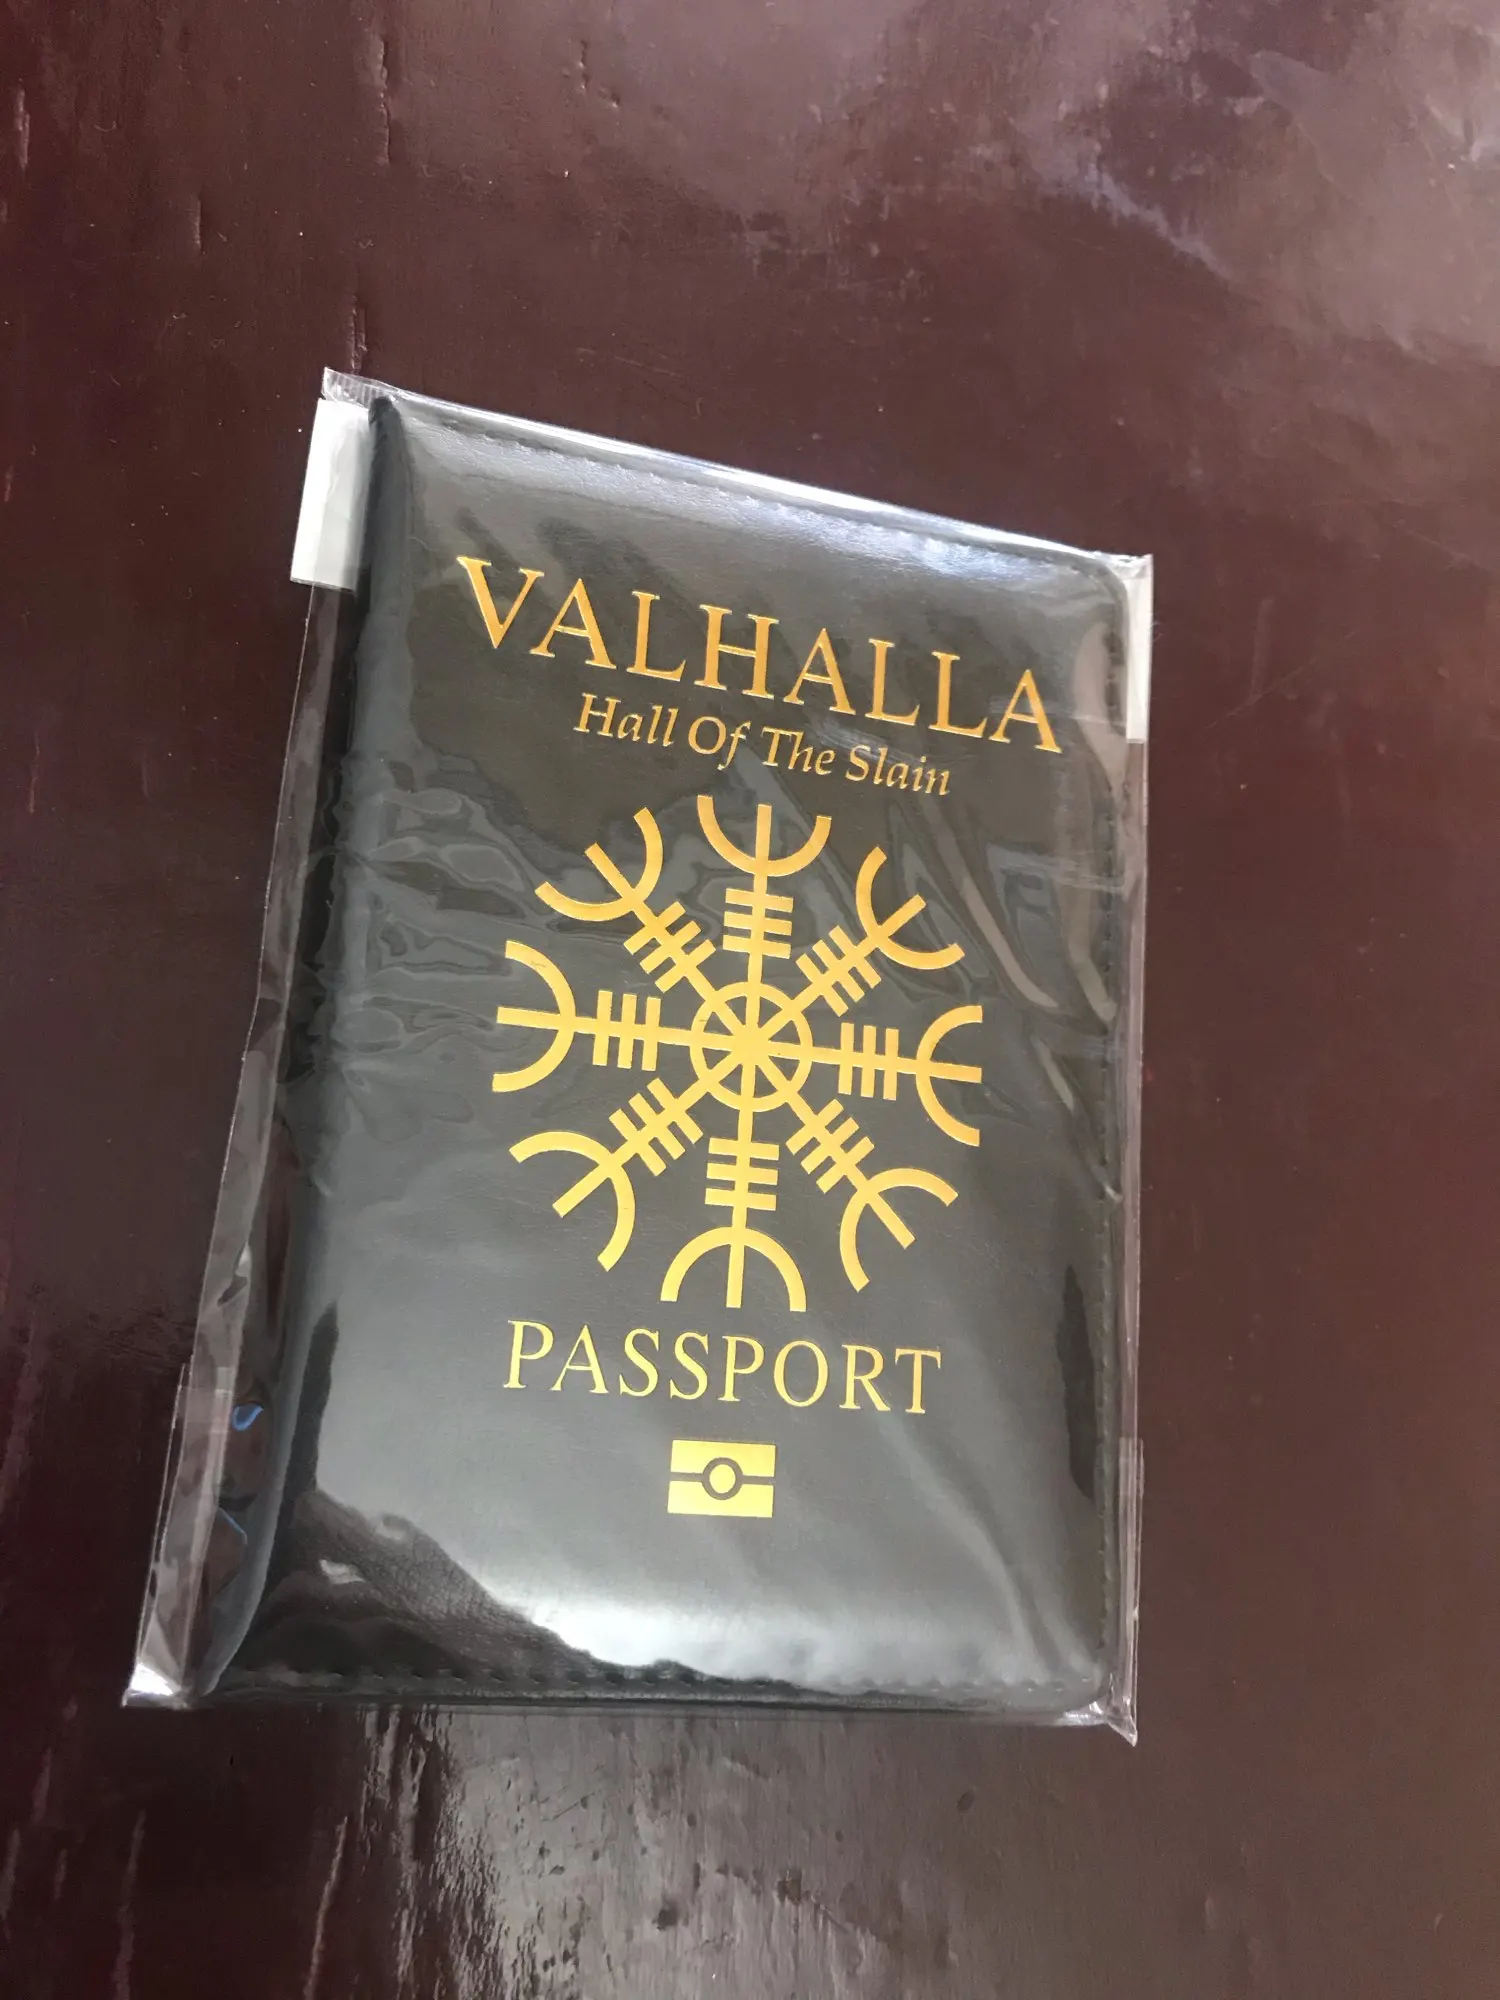 VALHALLA
Hall Of The Slain
PASSPORT